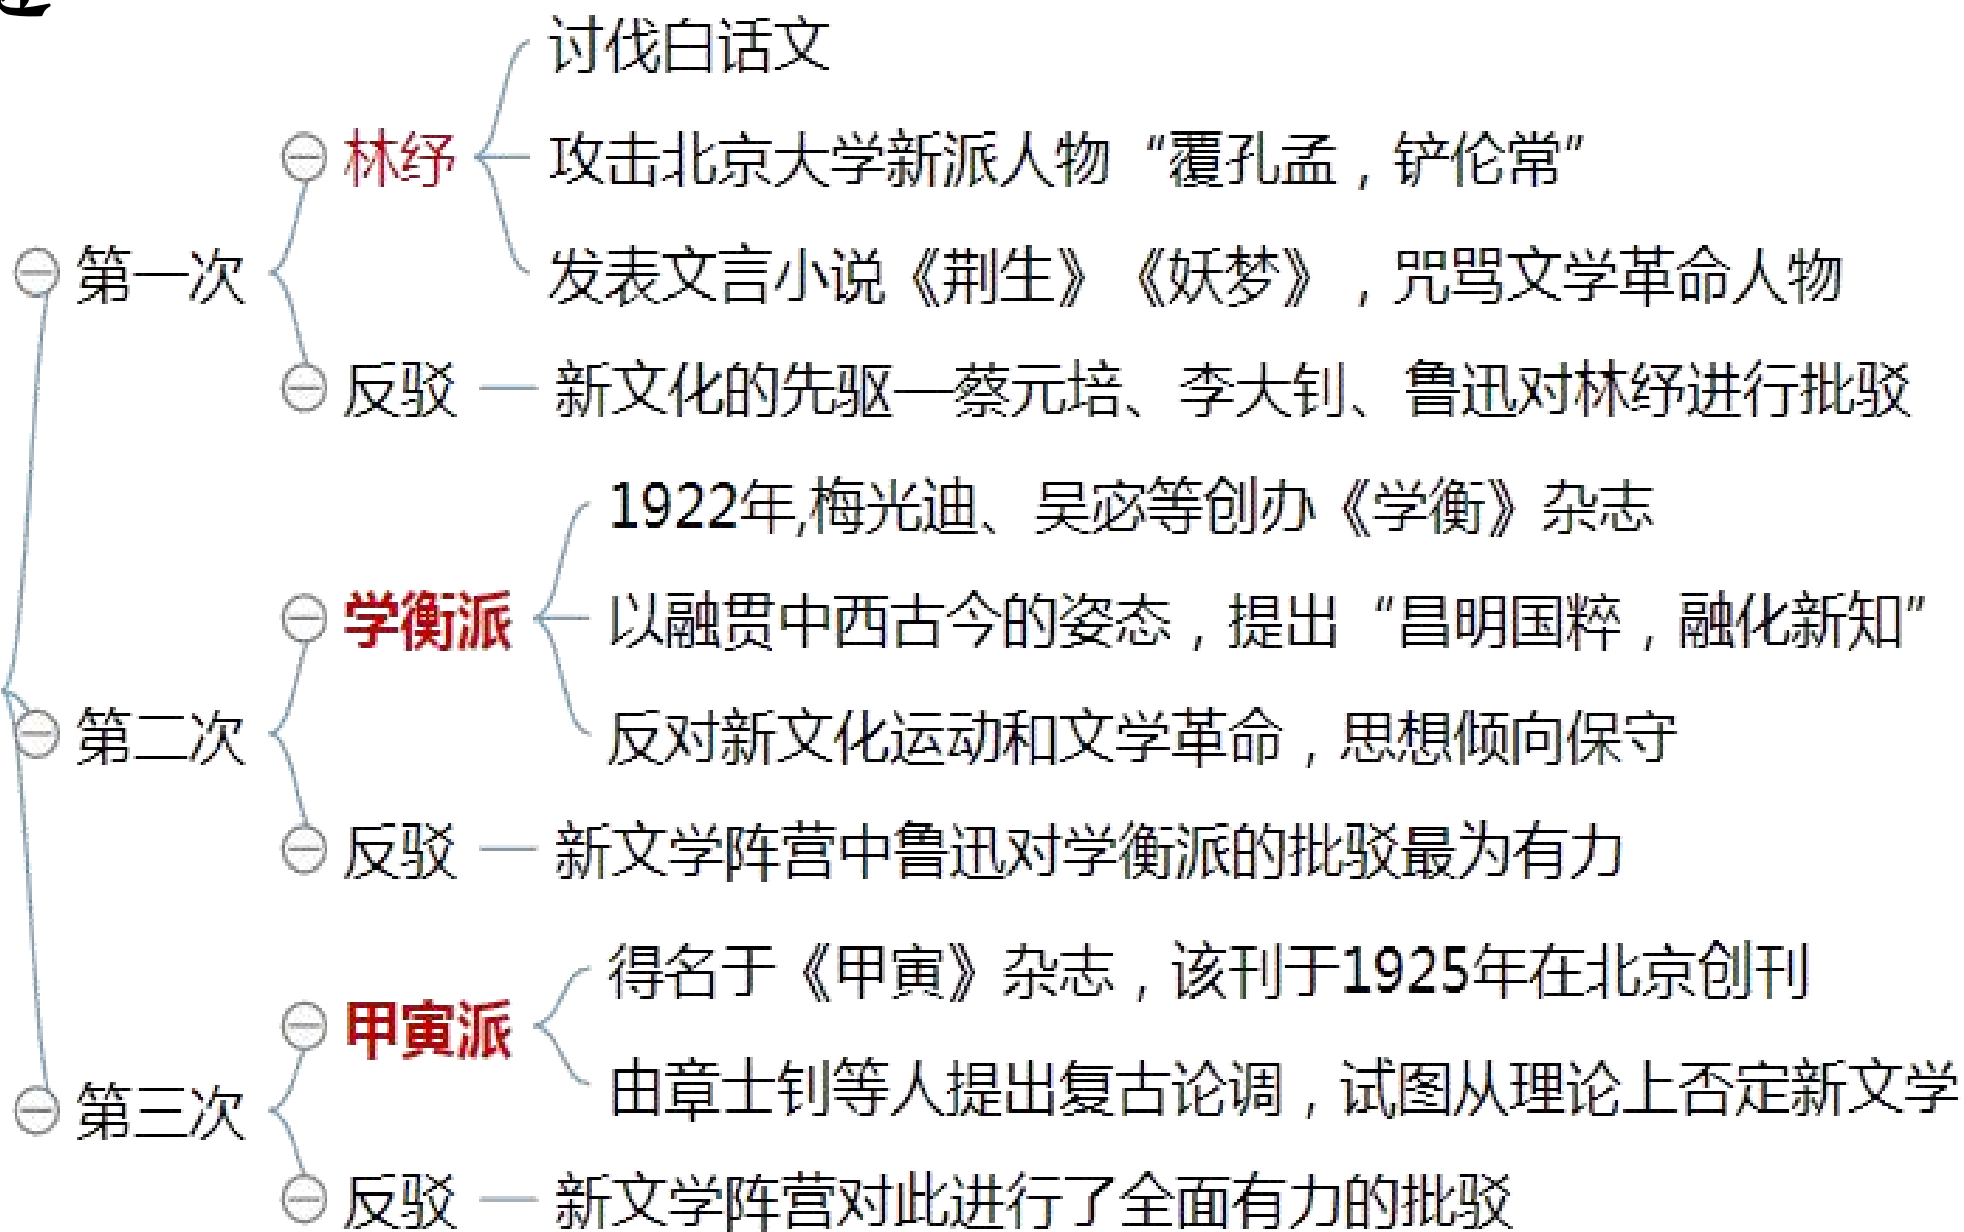 讨伐白话文
林纾
攻击北京大学新派人物“覆孔孟，铲伦常”
第一次
发表文言小说《荆生》《妖梦》，咒骂文学革命人物
反驳
新文化的先驱—蔡元培、李大钊、鲁迅对林纾进行批驳
1922年,梅光迪、吴宓等创办《学衡》杂志
学衡派
以融贯中西古今的姿态，提出“昌明国粹，融化新知”
第二次
反对新文化运动和文学革命，思想倾向保守
反驳
新文学阵营中鲁迅对学衡派的批驳最为有力
得名于《甲寅》杂志，该刊于1925年在北京创刊
甲寅派
由章士钊等人提出复古论调，试图从理论上否定新文学
第三次
反驳
新文学阵营对此进行了全面有力的批驳